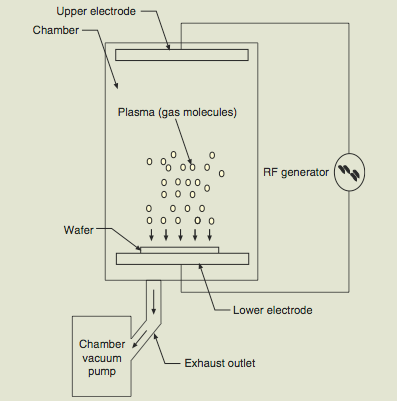 Upper electrode
Chamber
Plasma (gas molecules)
RF generator
Wafer
Lower electrode
Chamber
vacuum
pump
Exhaust outlet